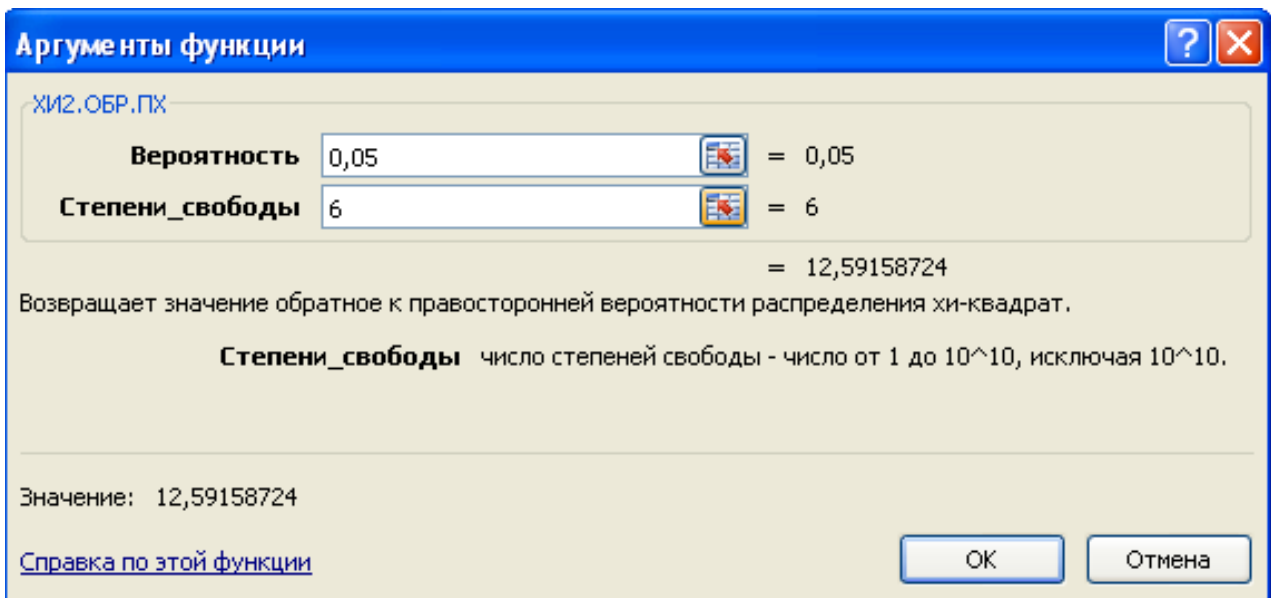 Аргументы функции
ХИ2.ОБР.ПХ
Вероятность 0,05 = 0,05
Степени_свободы 6 = 6
= 12,59158724
Возвращает значение обратное к правосторонней вероятности распределения хи-квадрат.
Степени_свободы число степеней свободы - число от 1 до 10^10, исключая 10^10.
Значение: 12,59158724
Справка по этой функции OK Отмена